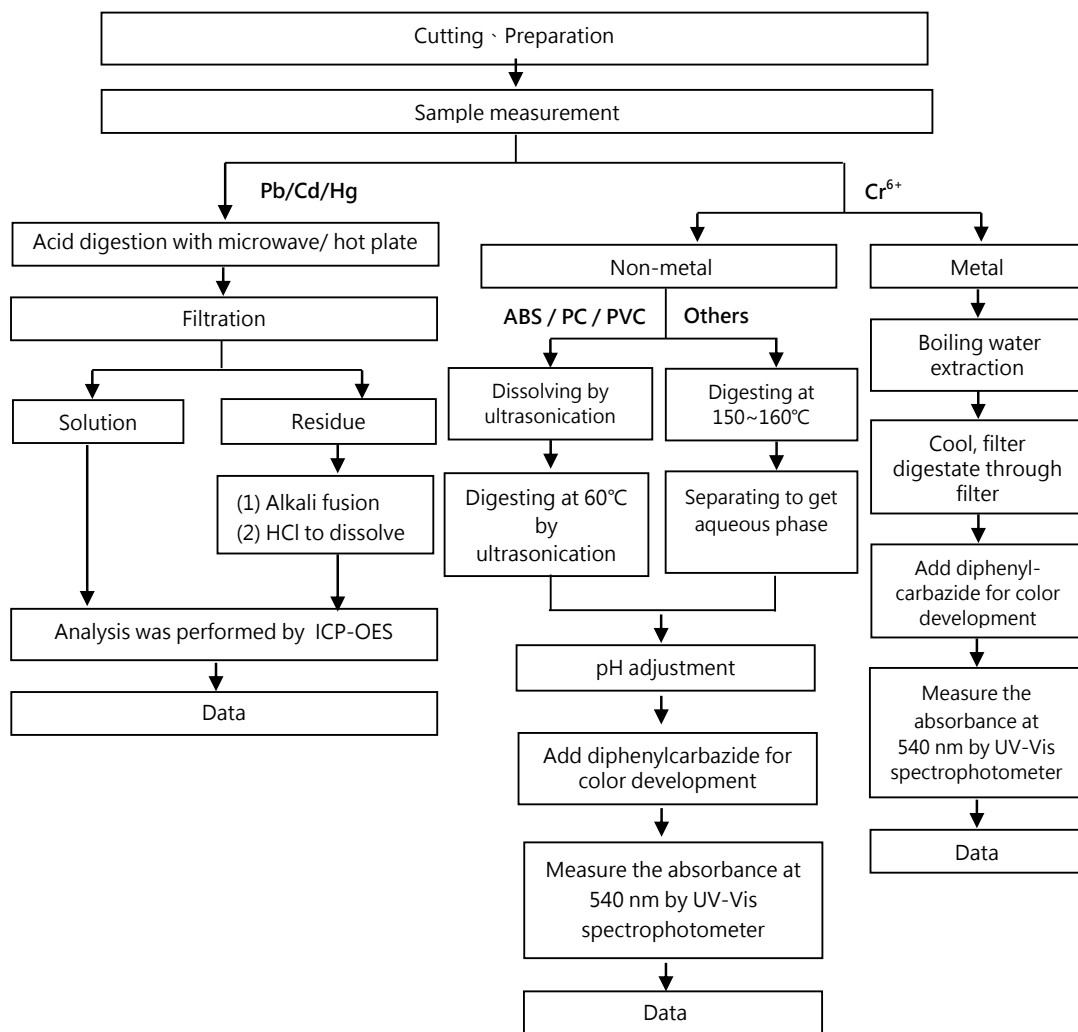 Cutting、Preparation
Sample measurement
Pb/Cd/Hg
Acid digestion with microwave/ hot plate
Filtration
Solution
Residue
(1) Alkali fusion
(2) HCl to dissolve
Analysis was performed by ICP-OES
Data
Cr⁶⁺
Non-metal
ABS / PC / PVC
Others
Dissolving by
ultrasonication
Digesting at 60℃
by
ultrasonication
Digesting at
150~160℃
Separating to get
aqueous phase
pH adjustment
Add diphenylcarbazide for
color development
Measure the absorbance at
540 nm by UV-Vis
spectrophotometer
Data
Metal
Boiling water
extraction
Cool, filter
digestate through
filter
Add diphenyl-
carbazide for color
development
Measure the
absorbance at
540 nm by UV-Vis
spectrophotometer
Data